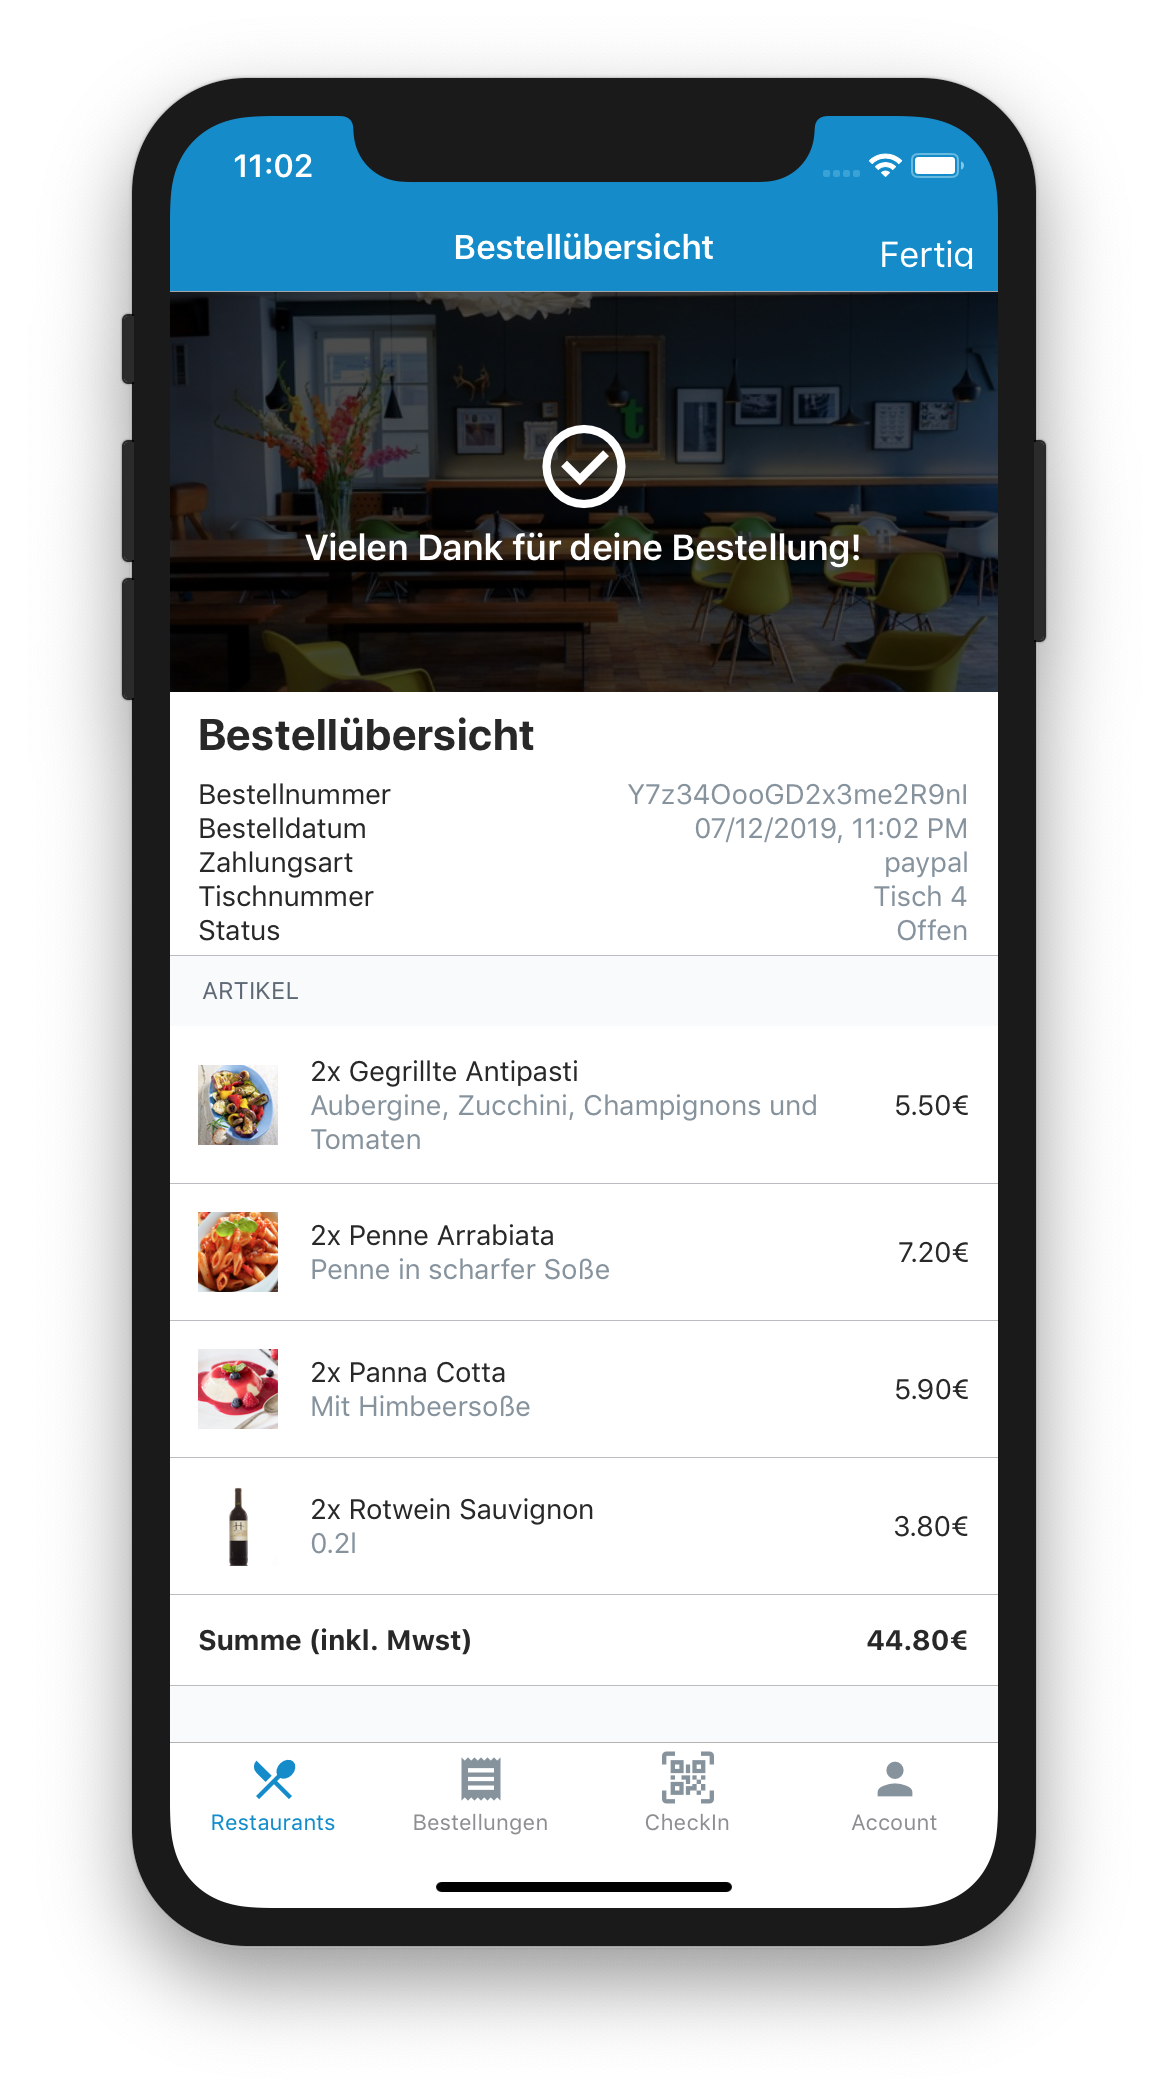 11:02
Bestellübersicht
Fertig
Vielen Dank für deine Bestellung!
Bestellübersicht
Bestellnummer Y7z34OooGD2x3me2R9nl
Bestelldatum 07/12/2019, 11:02 PM
Zahlungsart paypal
Tischnummer Tisch 4
Status Offen
ARTIKEL
2x Gegrillte Antipasti
Aubergine, Zucchini, Champignons und
Tomaten
5.50€
2x Penne Arrabiata
Penne in scharfer Soße
7.20€
2x Panna Cotta
Mit Himbeersoße
5.90€
2x Rotwein Sauvignon
0.2l
3.80€
Summe (inkl. Mwst) 44.80€
Restaurants Bestellungen CheckIn Account